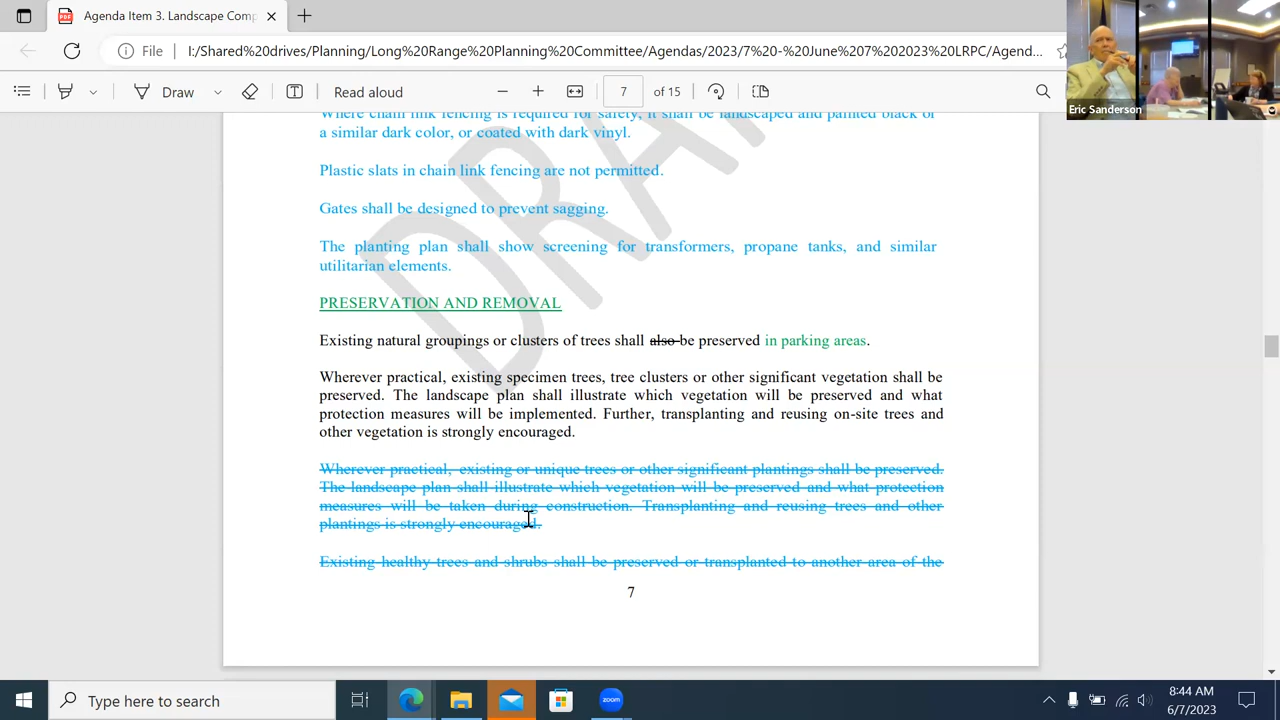 Agenda Item 3. Landscape Comp
File
I:/Shared%20drives/Planning/Long%20Range%20Planning%20Committee/Agendas/2023/7%20-%20June%207%202023%20LRPC/Agend...
Draw
Read aloud
7
of 15
Eric Sanderson
Where chain link fencing is required for safety, it shall be landscaped and painted black or
a similar dark color, or coated with dark vinyl.
Plastic slats in chain link fencing are not permitted.
Gates shall be designed to prevent sagging.
The planting plan shall show screening for transformers, propane tanks, and similar
utilitarian elements.
PRESERVATION AND REMOVAL
Existing natural groupings or clusters of trees shall also be preserved in parking areas.
Wherever practical, existing specimen trees, tree clusters or other significant vegetation shall be
preserved. The landscape plan shall illustrate which vegetation will be preserved and what
protection measures will be implemented. Further, transplanting and reusing on-site trees and
other vegetation is strongly encouraged.
Wherever practical, existing or unique trees or other significant plantings shall be preserved.
The landscape plan shall illustrate which vegetation will be preserved and what protection
measures will be taken during construction. Transplanting and reusing trees and other
plantings is strongly encouraged.
Existing healthy trees and shrubs shall be preserved or transplanted to another area of the
7
DRAFT
Type here to search
zoom
8:44 AM
6/7/2023